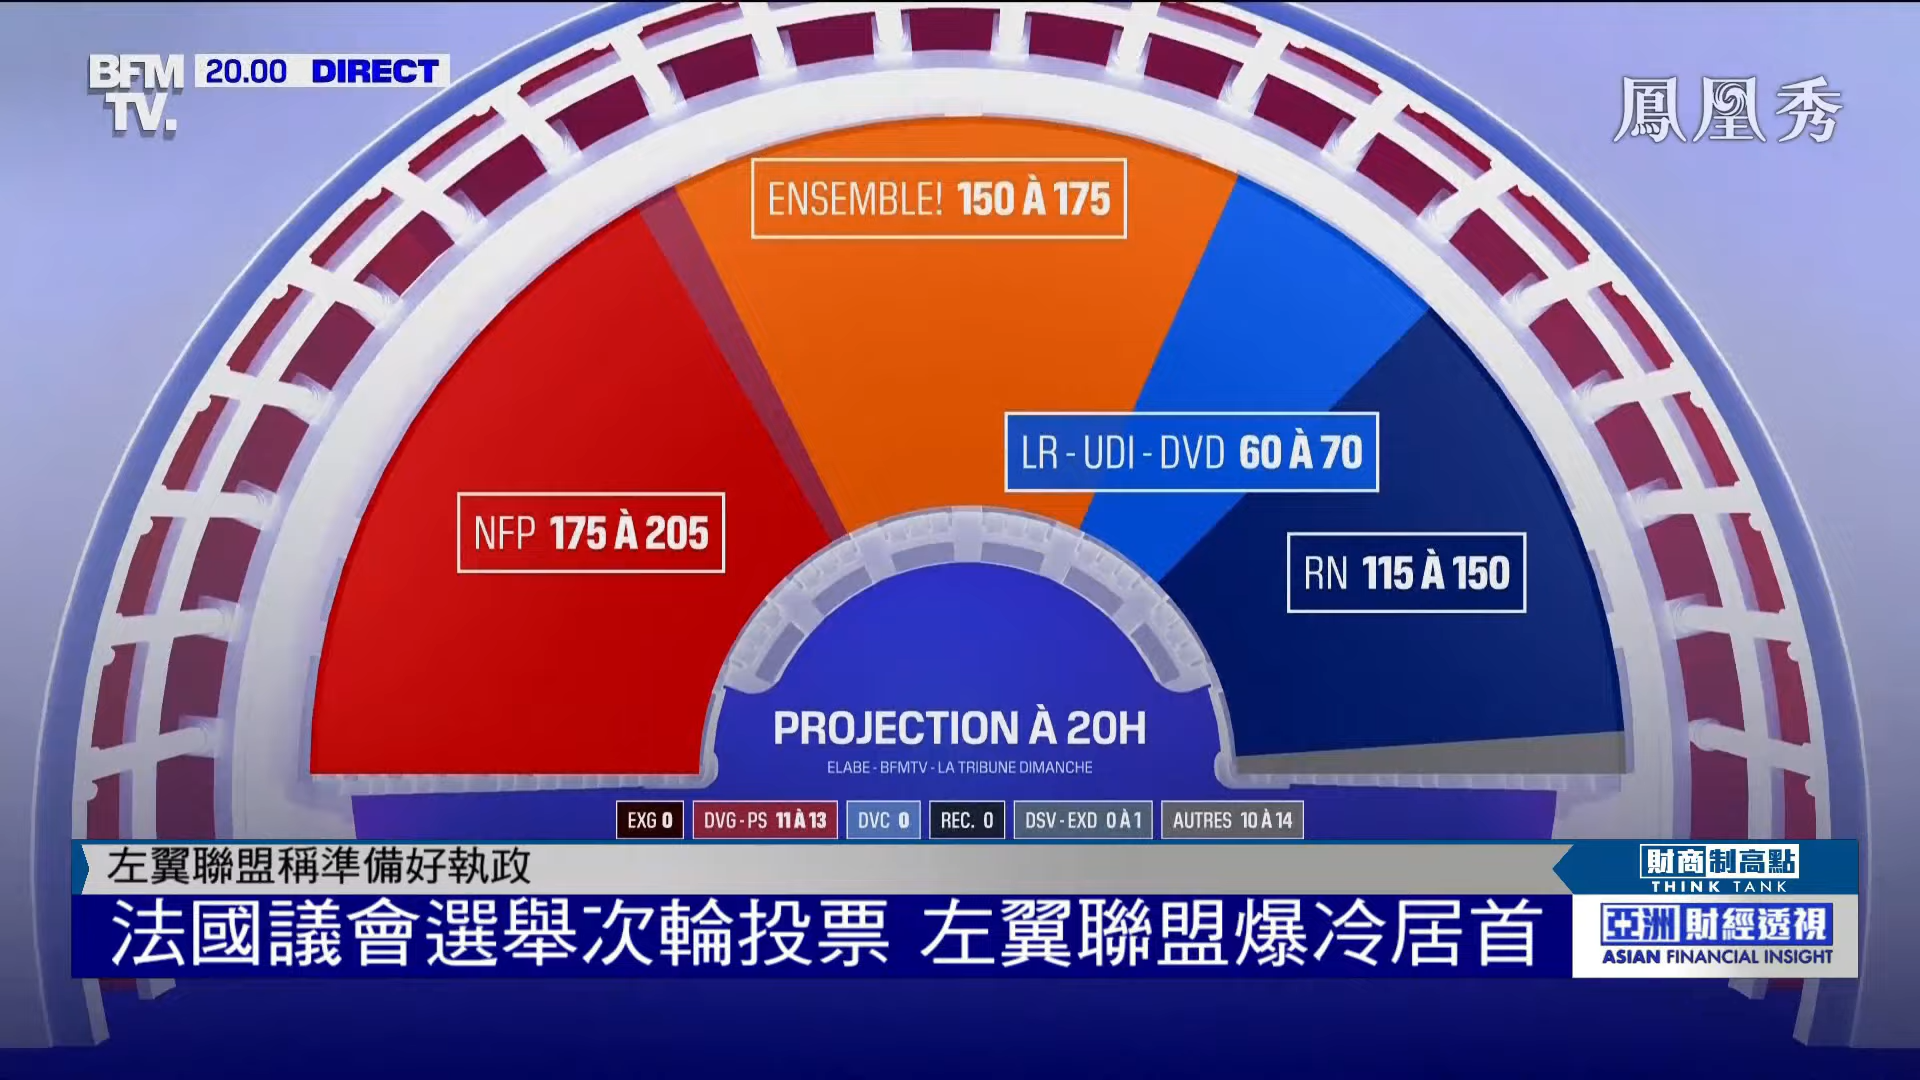 BFM
TV.
20.00 DIRECT
鳳凰秀
ENSEMBLE! 150 À 175
LR - UDI - DVD 60 À 70
NFP 175 À 205
RN 115 À 150
PROJECTION À 20H
ELABE - BFMTV - LA TRIBUNE DIMANCHE
EXG 0
DVG - PS 11 À 13
DVC 0
REC. 0
DSV - EXD 0 À 1
AUTRES 10 À 14
左翼聯盟稱準備好執政
財商制高點
THINK TANK
法國議會選舉次輪投票 左翼聯盟爆冷居首
亞洲財經透視
ASIAN FINANCIAL INSIGHT